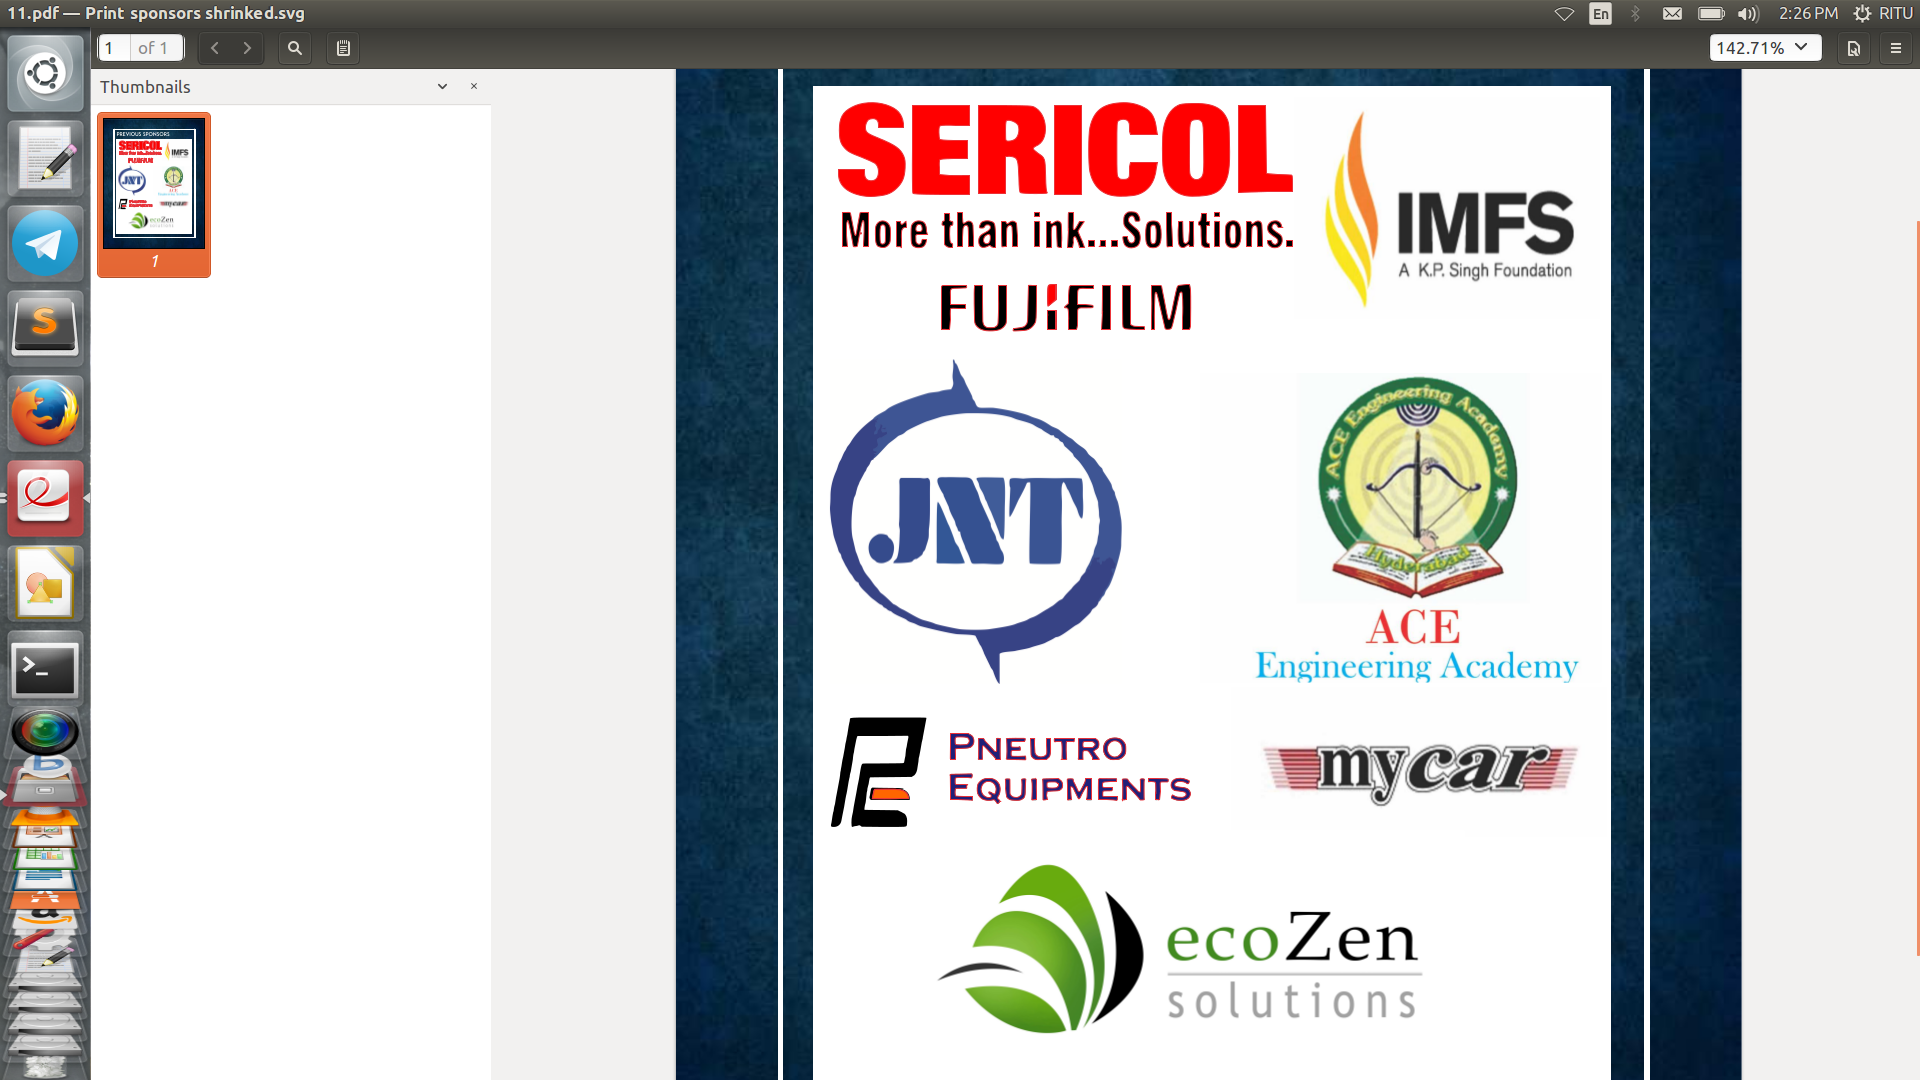 11.pdf — Print sponsors shrinked.svg
En
2:26 PM
RITU
1 of 1
142.71%
Thumbnails
PREVIOUS SPONSORS
1
SERICOL
More than ink...Solutions.
FUJIFILM
IMFS
A K.P. Singh Foundation
JNT
ACE Engineering Academy
Hyderabad
ACE
Engineering Academy
PNEUTRO
EQUIPMENTS
mycar
ecoZen
solutions